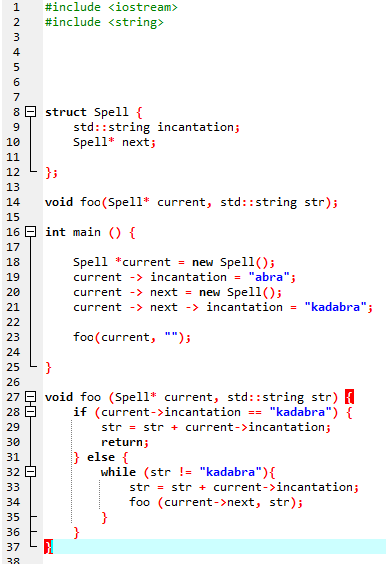 1 #include <iostream>
2 #include <string>
3
4
5
6
7
8 struct Spell {
9 std::string incantation;
10 Spell* next;
11
12 };
13
14 void foo(Spell* current, std::string str);
15
16 int main () {
17
18 Spell *current = new Spell();
19 current -> incantation = "abra";
20 current -> next = new Spell();
21 current -> next -> incantation = "kadabra";
22
23 foo(current, "");
24
25 }
26
27 void foo (Spell* current, std::string str) {
28 if (current->incantation == "kadabra") {
29 str = str + current->incantation;
30 return;
31 } else {
32 while (str != "kadabra"){
33 str = str + current->incantation;
34 foo (current->next, str);
35 }
36 }
37 }
38